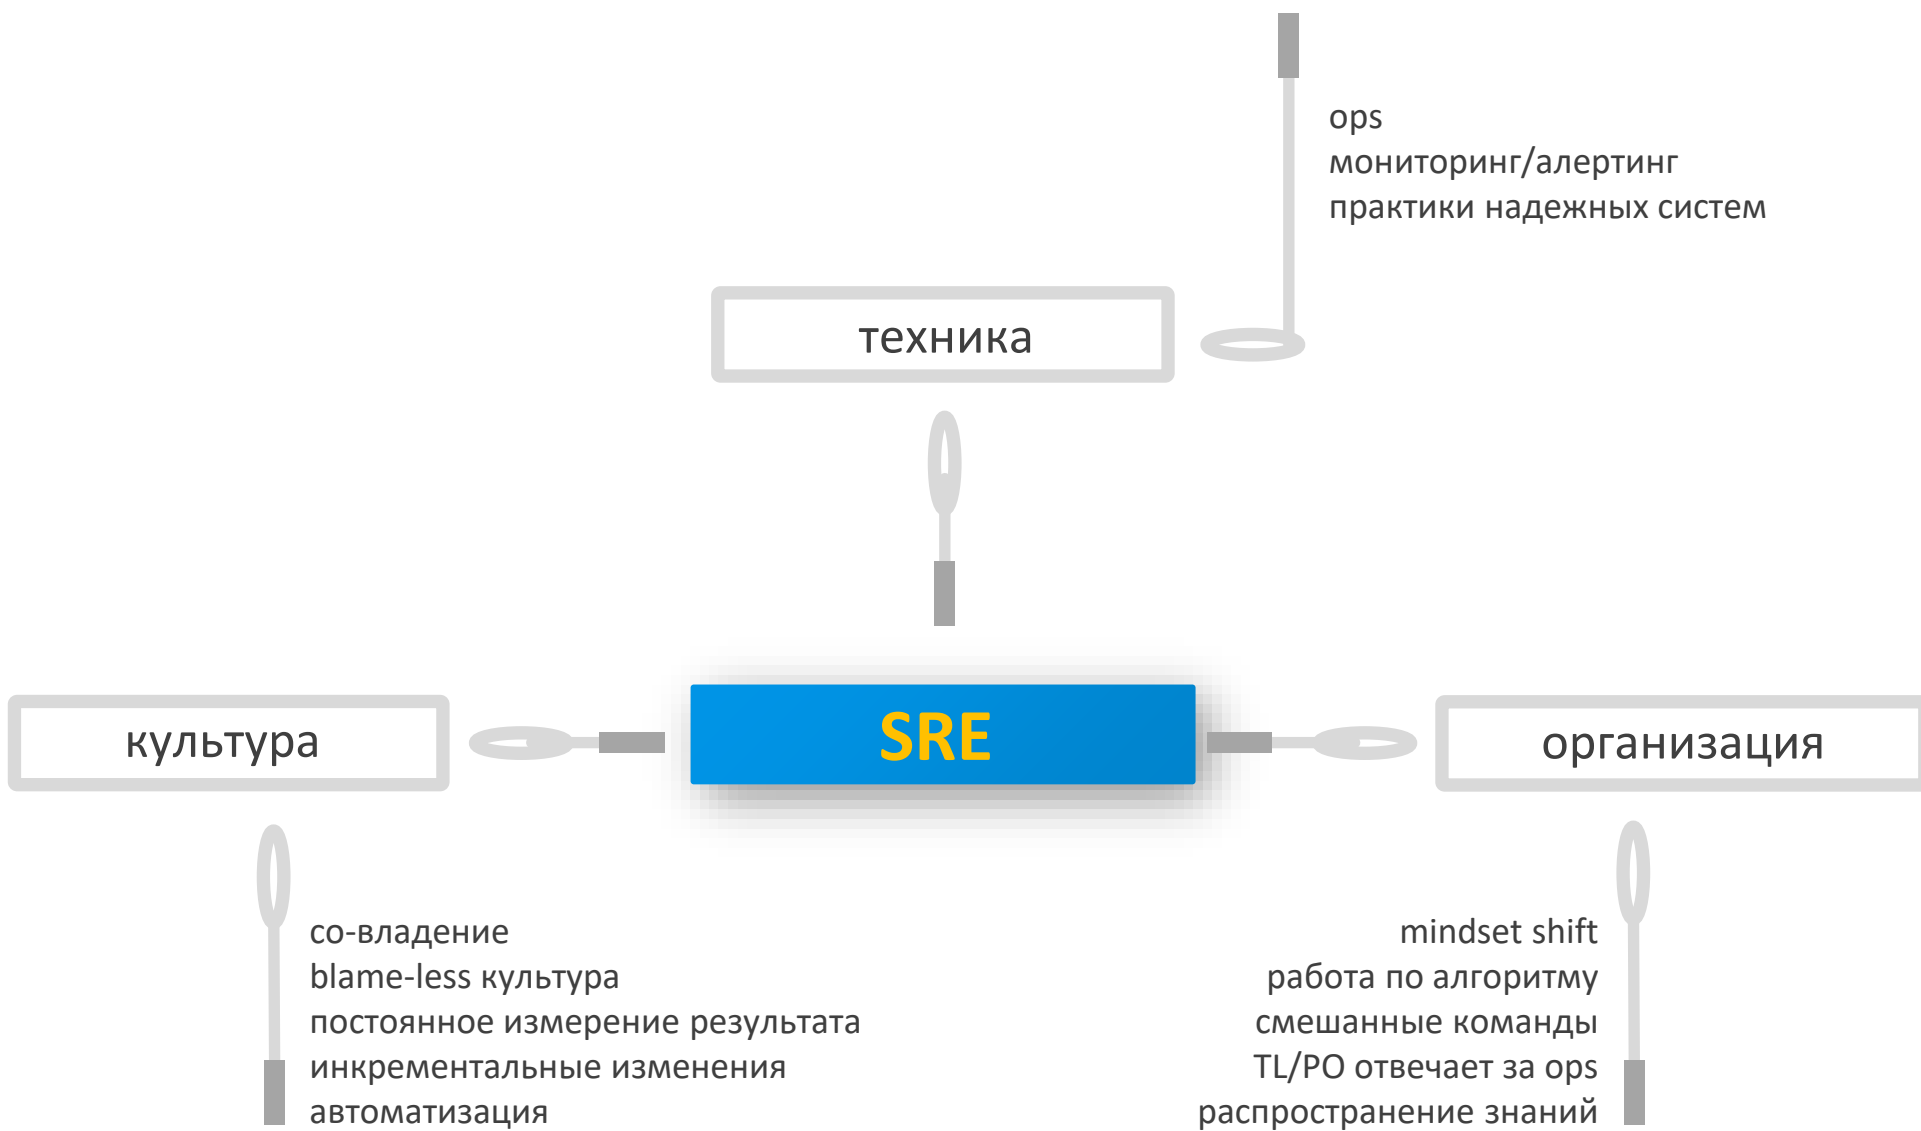 ops
мониторинг/алертинг
практики надежных систем
техника
культура
SRE
организация
со-владение
blame-less культура
постоянное измерение результата
инкрементальные изменения
автоматизация
mindset shift
работа по алгоритму
смешанные команды
TL/PO отвечает за ops
распространение знаний